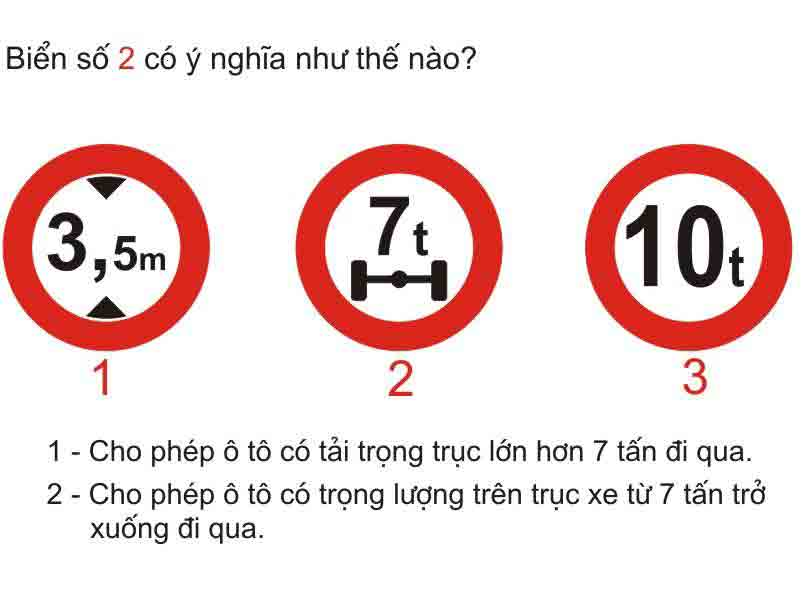 Biển số 2 có ý nghĩa như thế nào?
3,5m
7t
10t
1
2
3
1 - Cho phép ô tô có tải trọng trục lớn hơn 7 tấn đi qua.
2 - Cho phép ô tô có trọng lượng trên trục xe từ 7 tấn trở
xuống đi qua.